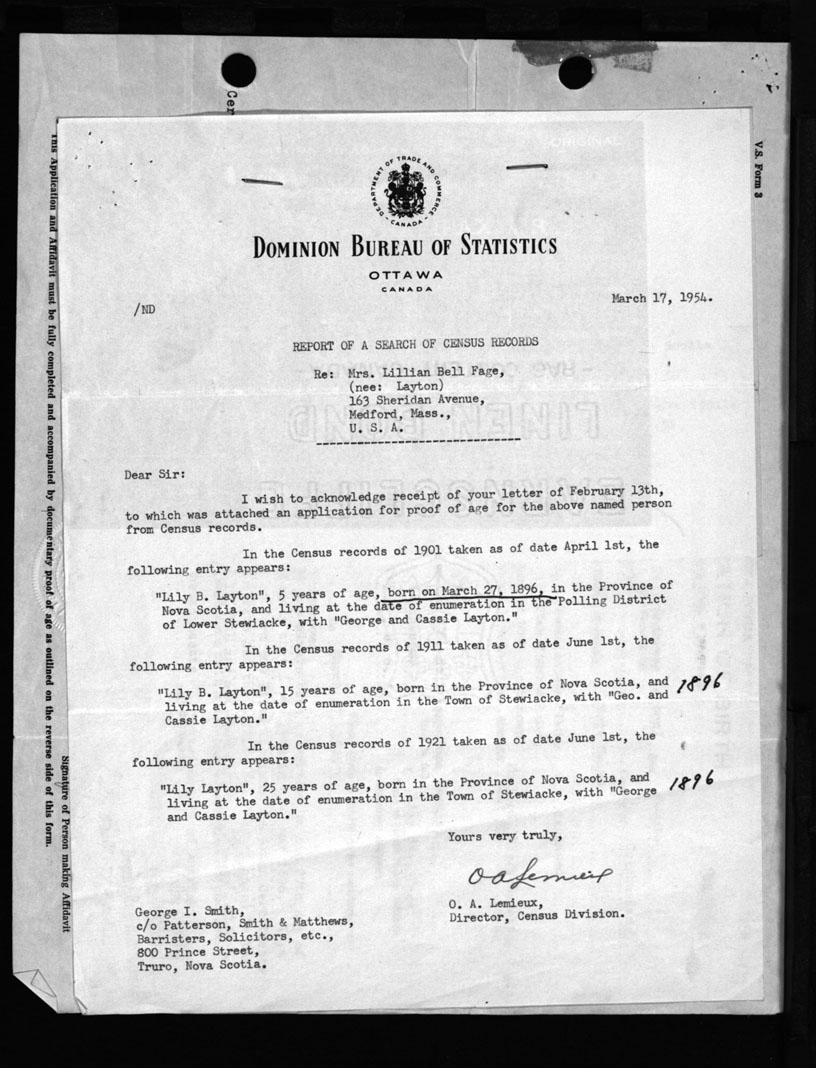 Cer
ORIGINAL
V.S. Form 3
This Application and Affidavit must be fully completed and accompanied by documentary proof of age as outlined on the reverse side of this form.
Signature of Person making Affidavit
DEPARTMENT OF TRADE AND COMMERCE
- CANADA -
DOMINION BUREAU OF STATISTICS
OTTAWA
CANADA
March 17, 1954.
/ND
REPORT OF A SEARCH OF CENSUS RECORDS
Re: Mrs. Lillian Bell Fage,
(nee: Layton)
163 Sheridan Avenue,
Medford, Mass.,
U. S. A.
Dear Sir:
I wish to acknowledge receipt of your letter of February 13th,
to which was attached an application for proof of age for the above named person
from Census records.
In the Census records of 1901 taken as of date April 1st, the
following entry appears:
"Lily B. Layton", 5 years of age, born on March 27, 1896, in the Province of
Nova Scotia, and living at the date of enumeration in the Polling District
of Lower Stewiacke, with "George and Cassie Layton."
In the Census records of 1911 taken as of date June 1st, the
following entry appears:
"Lily B. Layton", 15 years of age, born in the Province of Nova Scotia, and 1896
living at the date of enumeration in the Town of Stewiacke, with "Geo. and
Cassie Layton."
In the Census records of 1921 taken as of date June 1st, the
following entry appears:
"Lily Layton", 25 years of age, born in the Province of Nova Scotia, and 1896
living at the date of enumeration in the Town of Stewiacke, with "George
and Cassie Layton."
Yours very truly,
O A Lemieux
O. A. Lemieux,
Director, Census Division.
George I. Smith,
c/o Patterson, Smith & Matthews,
Barristers, Solicitors, etc.,
800 Prince Street,
Truro, Nova Scotia.